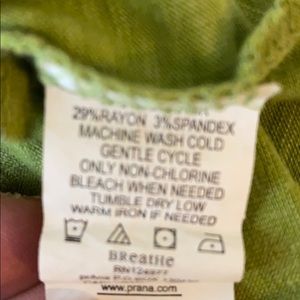 29%RAYON 3%SPANDEX
MACHINE WASH COLD
GENTLE CYCLE
ONLY NON-CHLORINE
BLEACH WHEN NEEDED
TUMBLE DRY LOW
WARM IRON IF NEEDED
BReatHe
www.prana.com